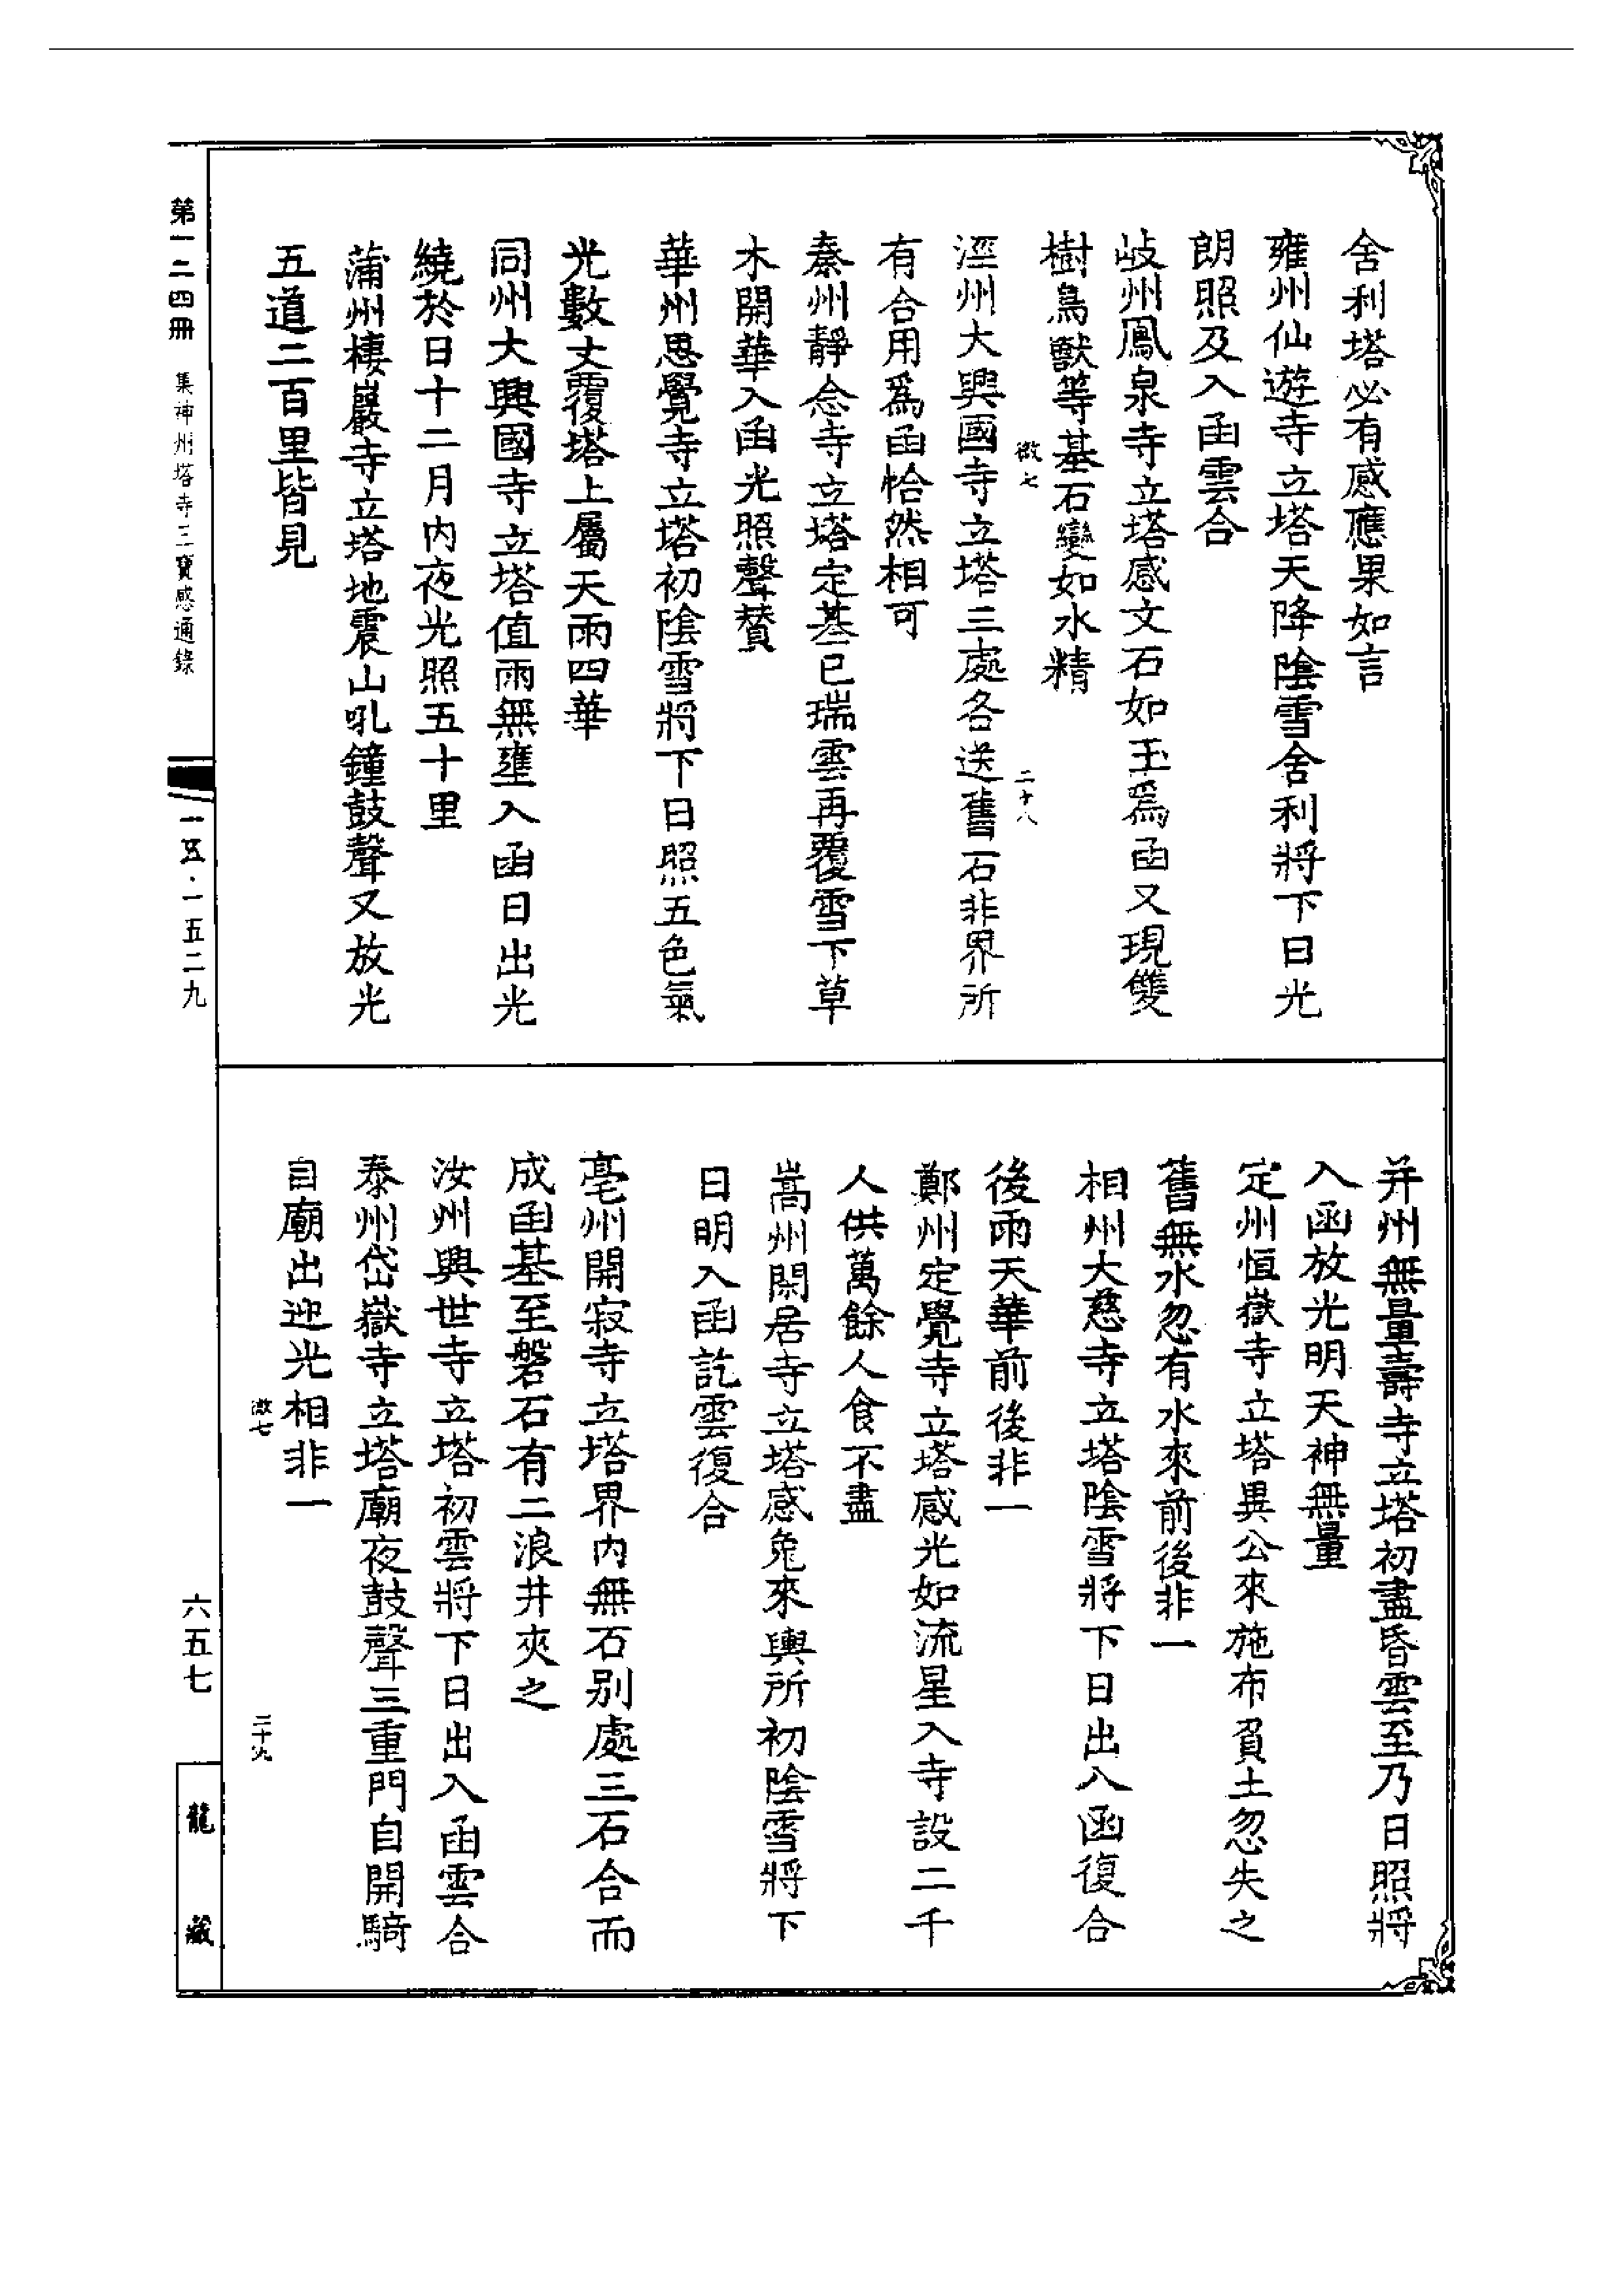 舍利塔必有感應果如言
雍州仙遊寺立塔天降陰雪舍利將下日光
朗照及入函雲合
岐州鳳泉寺立塔感文石如玉爲函又現雙
樹鳥獸等基石變如水精
微七
二十八
涇州大興國寺立塔三處各送舊石非界所
有合用爲函恰然相可
秦州靜念寺立塔定基已瑞雲再覆雪下草
木開華入函光照聲賛
華州思覺寺立塔初陰雪將下日照五色氣
光數丈覆塔上屬天雨四華
同州大興國寺立塔值雨無壅入函日出光
繞於日十二月內夜光照五十里
蒲州棲巖寺立塔地震山吼鐘鼓聲又放光
五道二百里皆見
并州無量壽寺立塔初晝昏雲至乃日照將
入函放光明天神無量
定州恒嶽寺立塔異公來施布負土忽失之
舊無水忽有水來前後非一
相州大慈寺立塔陰雪將下日出入函復合
後雨天華前後非一
鄭州定覺寺立塔感光如流星入寺設二千
人供萬餘人食不盡
嵩州閑居寺立塔感兔來輿所初陰雪將下
日明入函訖雲復合
亳州開寂寺立塔界内無石别處三石合而
成函基至磐石有二浪井夾之
汝州興世寺立塔初雲將下日出入函雲合
泰州岱嶽寺立塔廟夜鼓聲三重門自開騎
自廟出迎光相非一
微七
二十九
第一二四冊
集神州塔寺三寶感通錄
一五·一五二九
六五七
龍藏